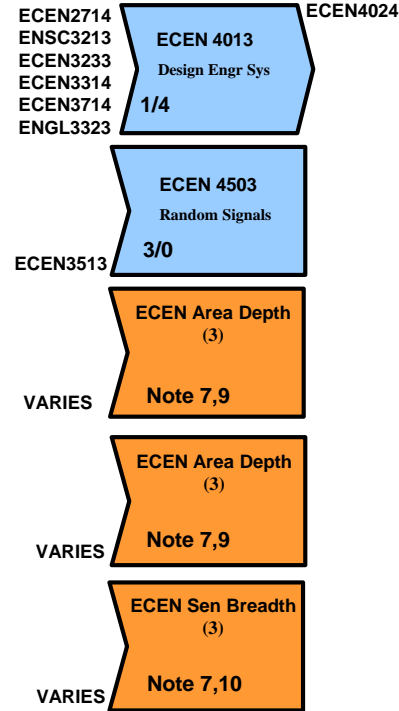 ECEN2714
ENSC3213
ECEN3233
ECEN3314
ECEN3714
ENGL3323
ECEN 4013
Design Engr Sys
1/4
ECEN4024
ECEN 4503
Random Signals
3/0
ECEN3513
ECEN Area Depth
(3)
Note 7,9
VARIES
ECEN Area Depth
(3)
Note 7,9
VARIES
ECEN Sen Breadth
(3)
Note 7,10
VARIES